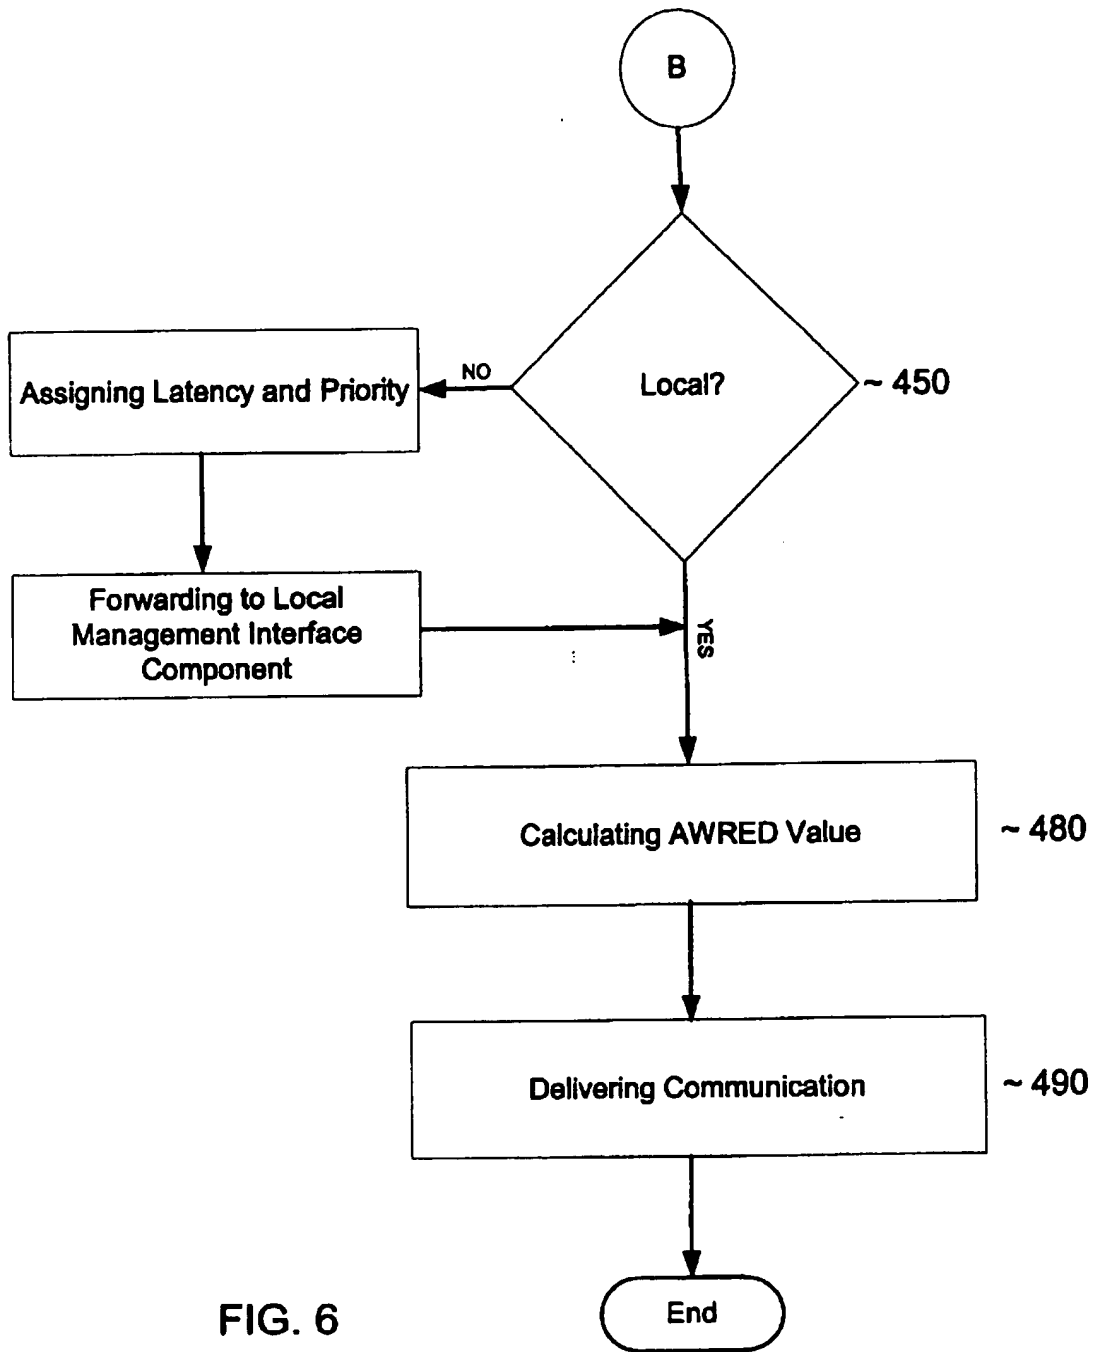 B
Local?
~ 450
NO
Assigning Latency and Priority
Forwarding to Local
Management Interface
Component
YES
Calculating AWRED Value
~ 480
Delivering Communication
~ 490
End
FIG. 6